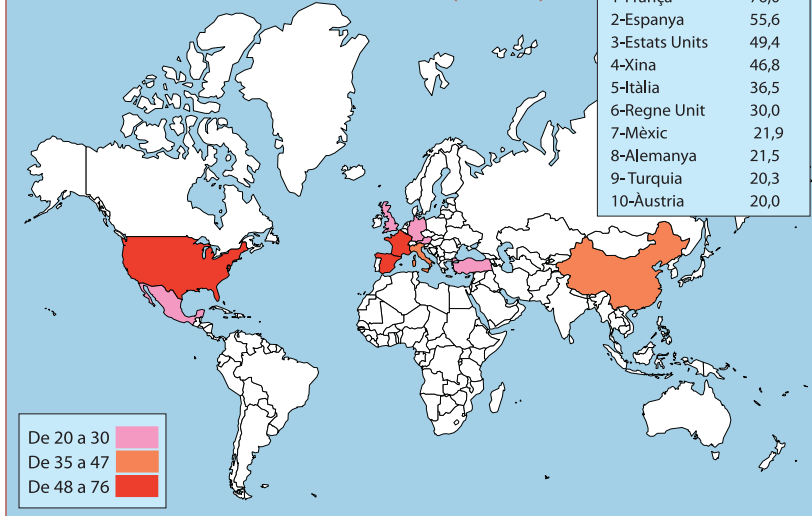 2-Espanya 55,6
3-Estats Units 49,4
4-Xina 46,8
5-Itàlia 36,5
6-Regne Unit 30,0
7-Mèxic 21,9
8-Alemanya 21,5
9-Turquia 20,3
10-Àustria 20,0
De 20 a 30
De 35 a 47
De 48 a 76